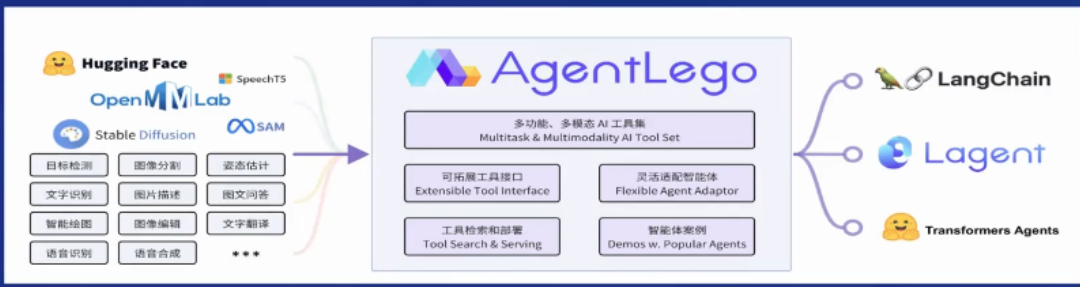 Hugging Face
SpeechT5
OpenMMLab
Stable Diffusion
SAM
目标检测
图像分割
姿态估计
文字识别
图片描述
图文问答
智能绘图
图像编辑
文字翻译
语音识别
语音合成
***
AgentLego
多功能、多模态 AI 工具集
Multitask & Multimodality AI Tool Set
可拓展工具接口
Extensible Tool Interface
灵活适配智能体
Flexible Agent Adaptor
工具检索和部署
Tool Search & Serving
智能体案例
Demos w. Popular Agents
LangChain
Lagent
Transformers Agents